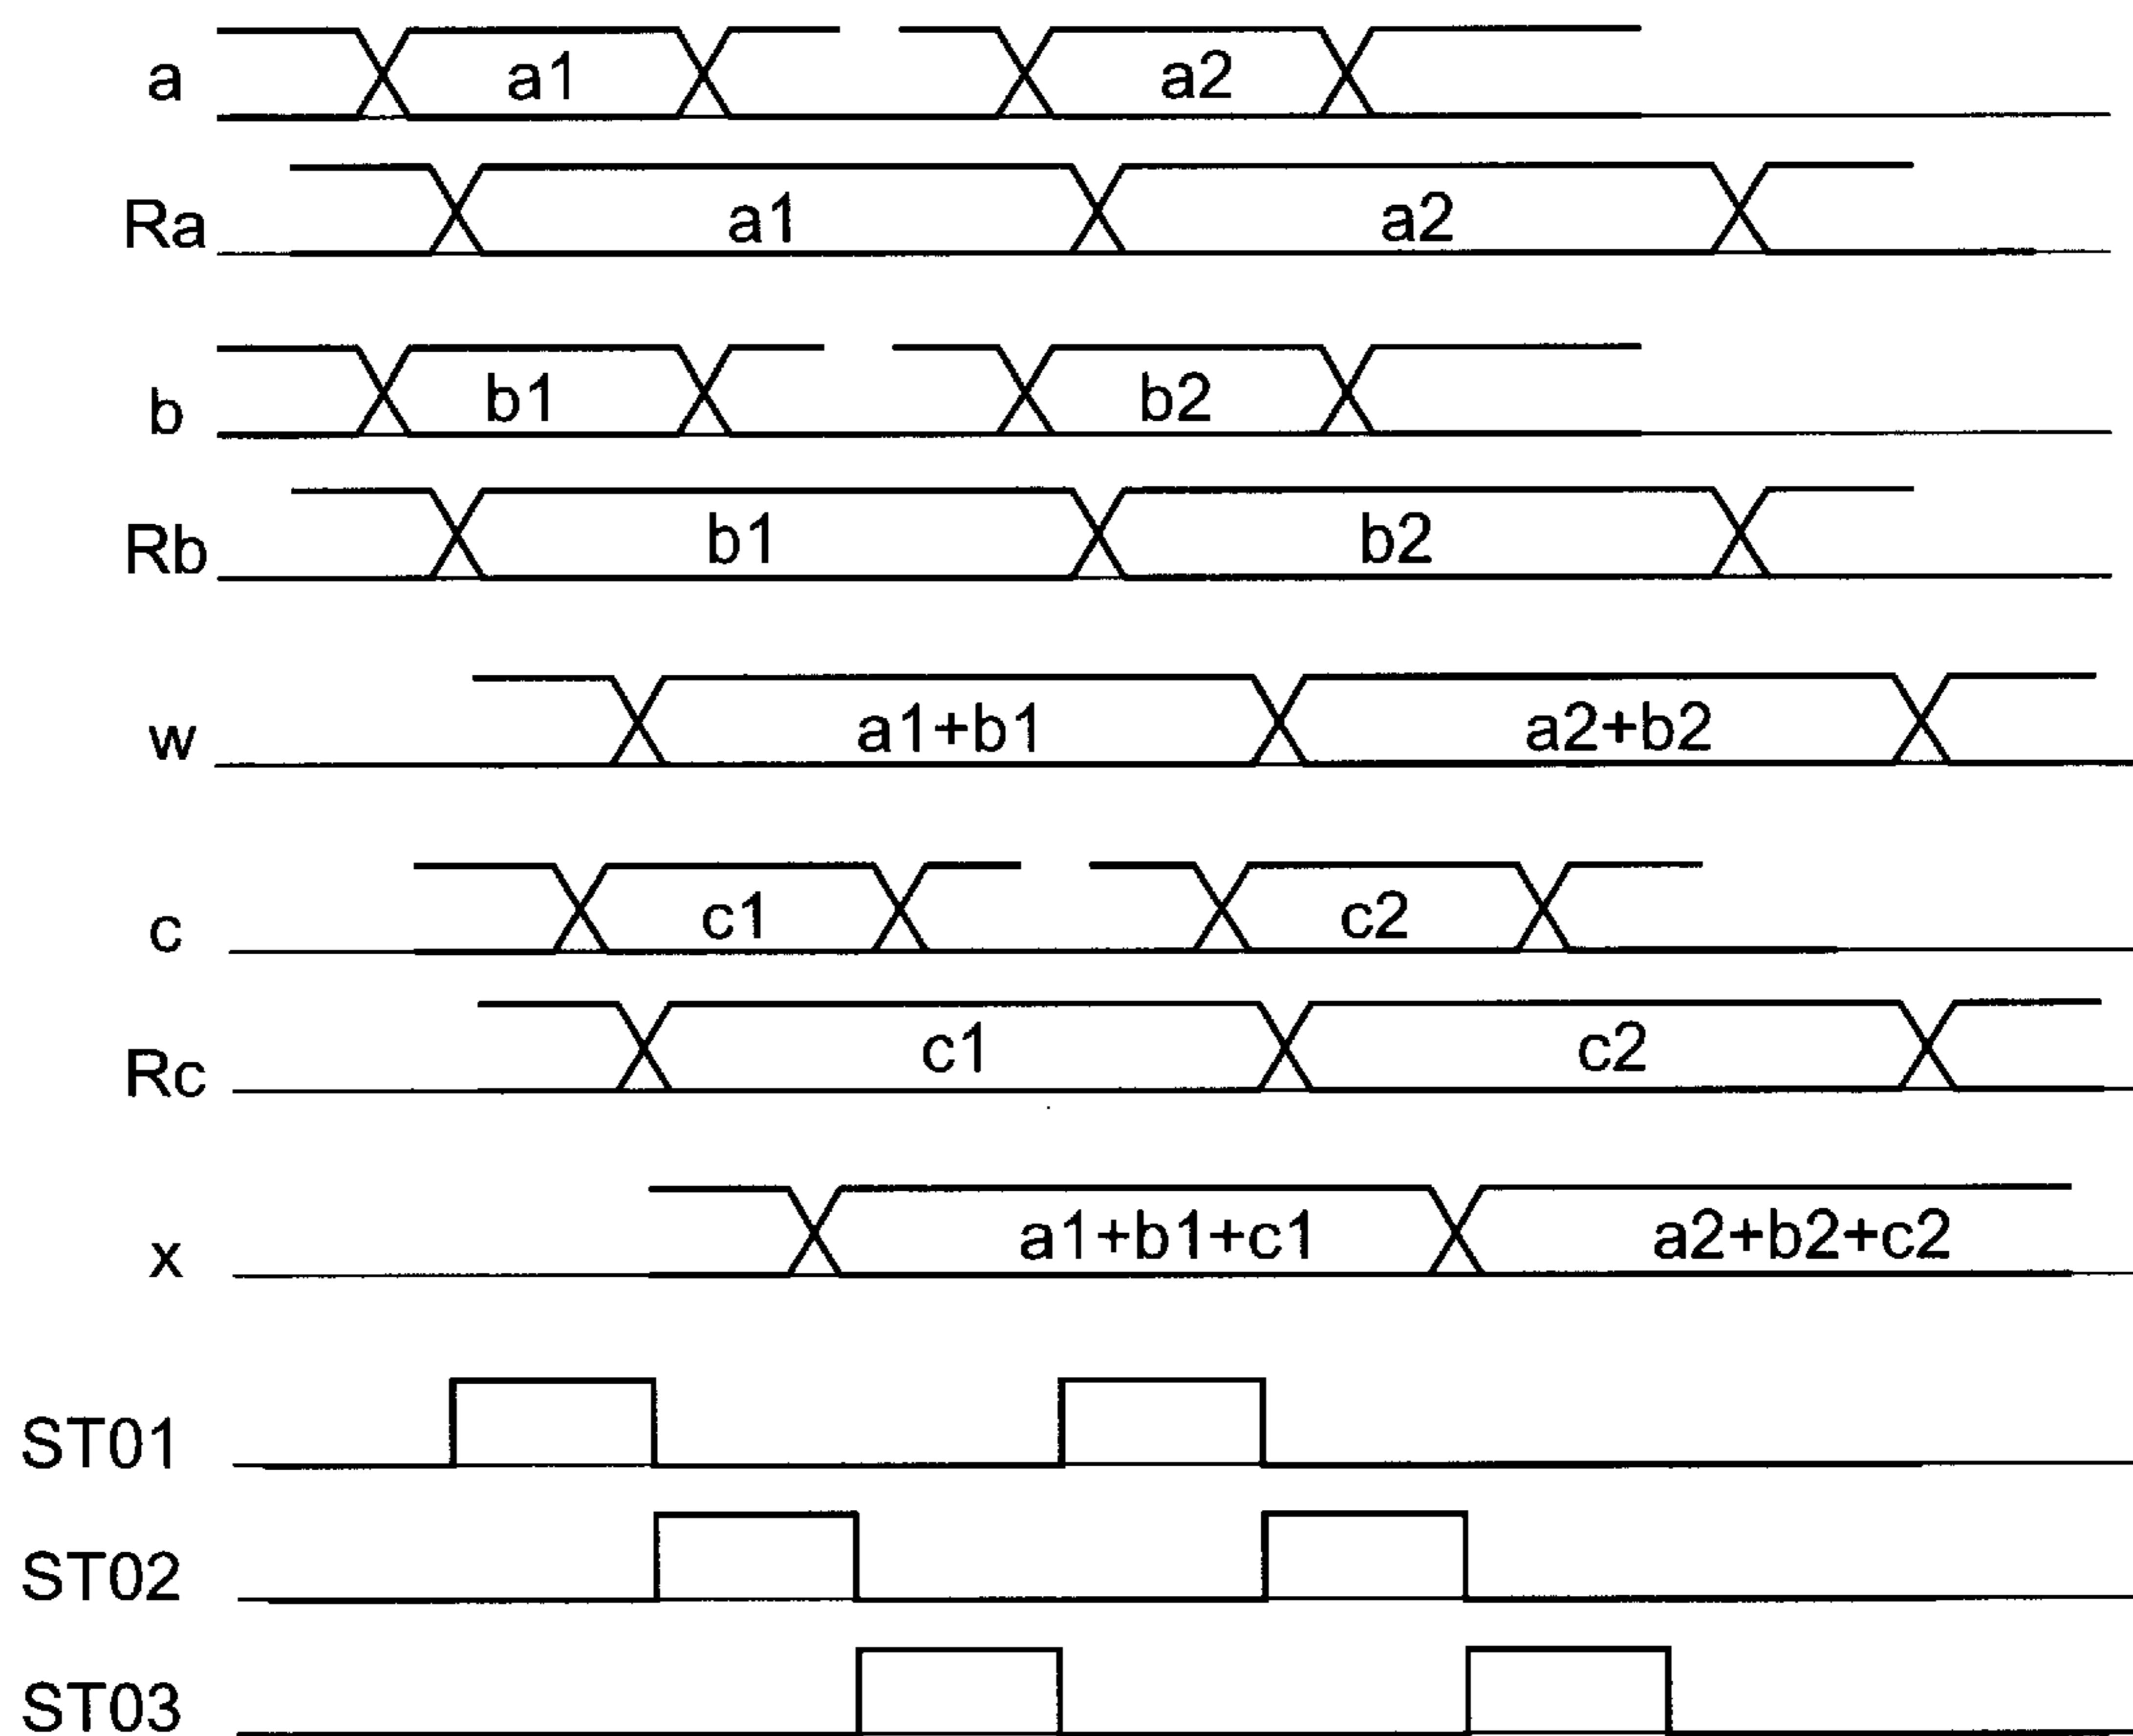 a a1 a2
Ra a1 a2
b b1 b2
Rb b1 b2
w a1+b1 a2+b2
c c1 c2
Rc c1 c2
x a1+b1+c1 a2+b2+c2
ST01
ST02
ST03